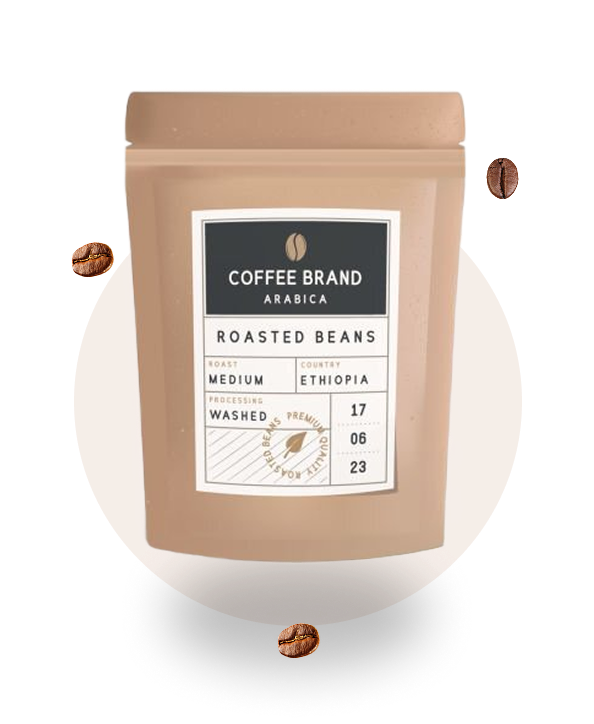 COFFEE BRAND
ARABICA
ROASTED BEANS
ROAST
MEDIUM
COUNTRY
ETHIOPIA
PROCESSING
WASHED
PREMIUM QUALITY ROASTED BEANS
17
06
23